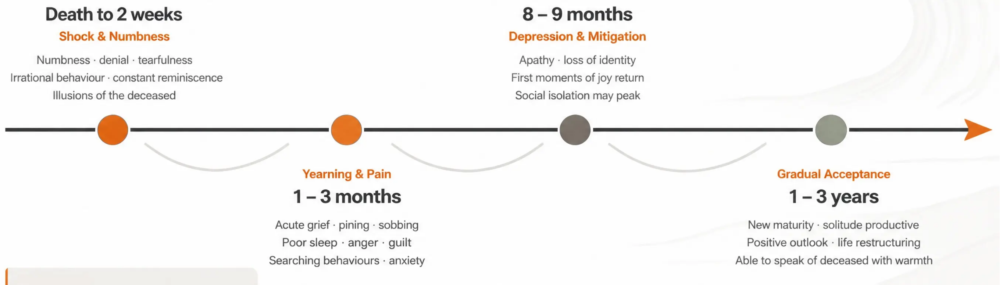 Death to 2 weeks
Shock & Numbness
Numbness · denial · tearfulness
Irrational behaviour · constant reminiscence
Illusions of the deceased
Yearning & Pain
1 – 3 months
Acute grief · pining · sobbing
Poor sleep · anger · guilt
Searching behaviours · anxiety
8 – 9 months
Depression & Mitigation
Apathy · loss of identity
First moments of joy return
Social isolation may peak
Gradual Acceptance
1 – 3 years
New maturity · solitude productive
Positive outlook · life restructuring
Able to speak of deceased with warmth